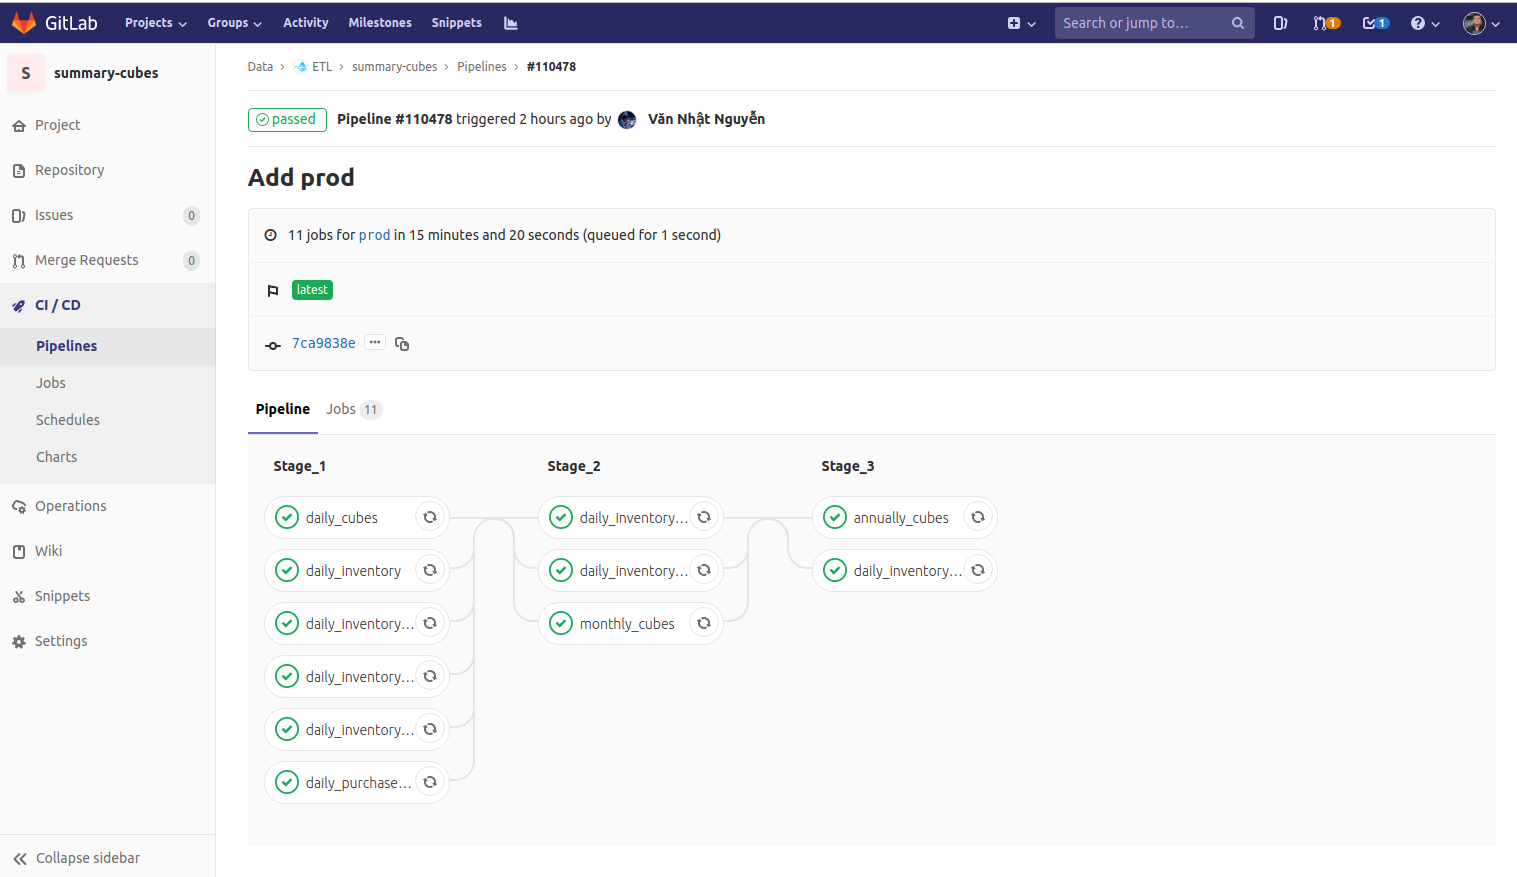 GitLab Projects Groups Activity Milestones Snippets Search or jump to... 1 1
S summary-cubes
Project
Repository
Issues 0
Merge Requests 0
CI / CD
Pipelines
Jobs
Schedules
Charts
Operations
Wiki
Snippets
Settings
Collapse sidebar
Data > ETL > summary-cubes > Pipelines > #110478
passed Pipeline #110478 triggered 2 hours ago by Văn Nhật Nguyễn
Add prod
11 jobs for prod in 15 minutes and 20 seconds (queued for 1 second)
latest
7ca9838e
Pipeline Jobs 11
Stage_1
daily_cubes
daily_inventory
daily_inventory...
daily_inventory...
daily_inventory...
daily_purchase...
Stage_2
daily_inventory...
daily_inventory...
monthly_cubes
Stage_3
annually_cubes
daily_inventory...